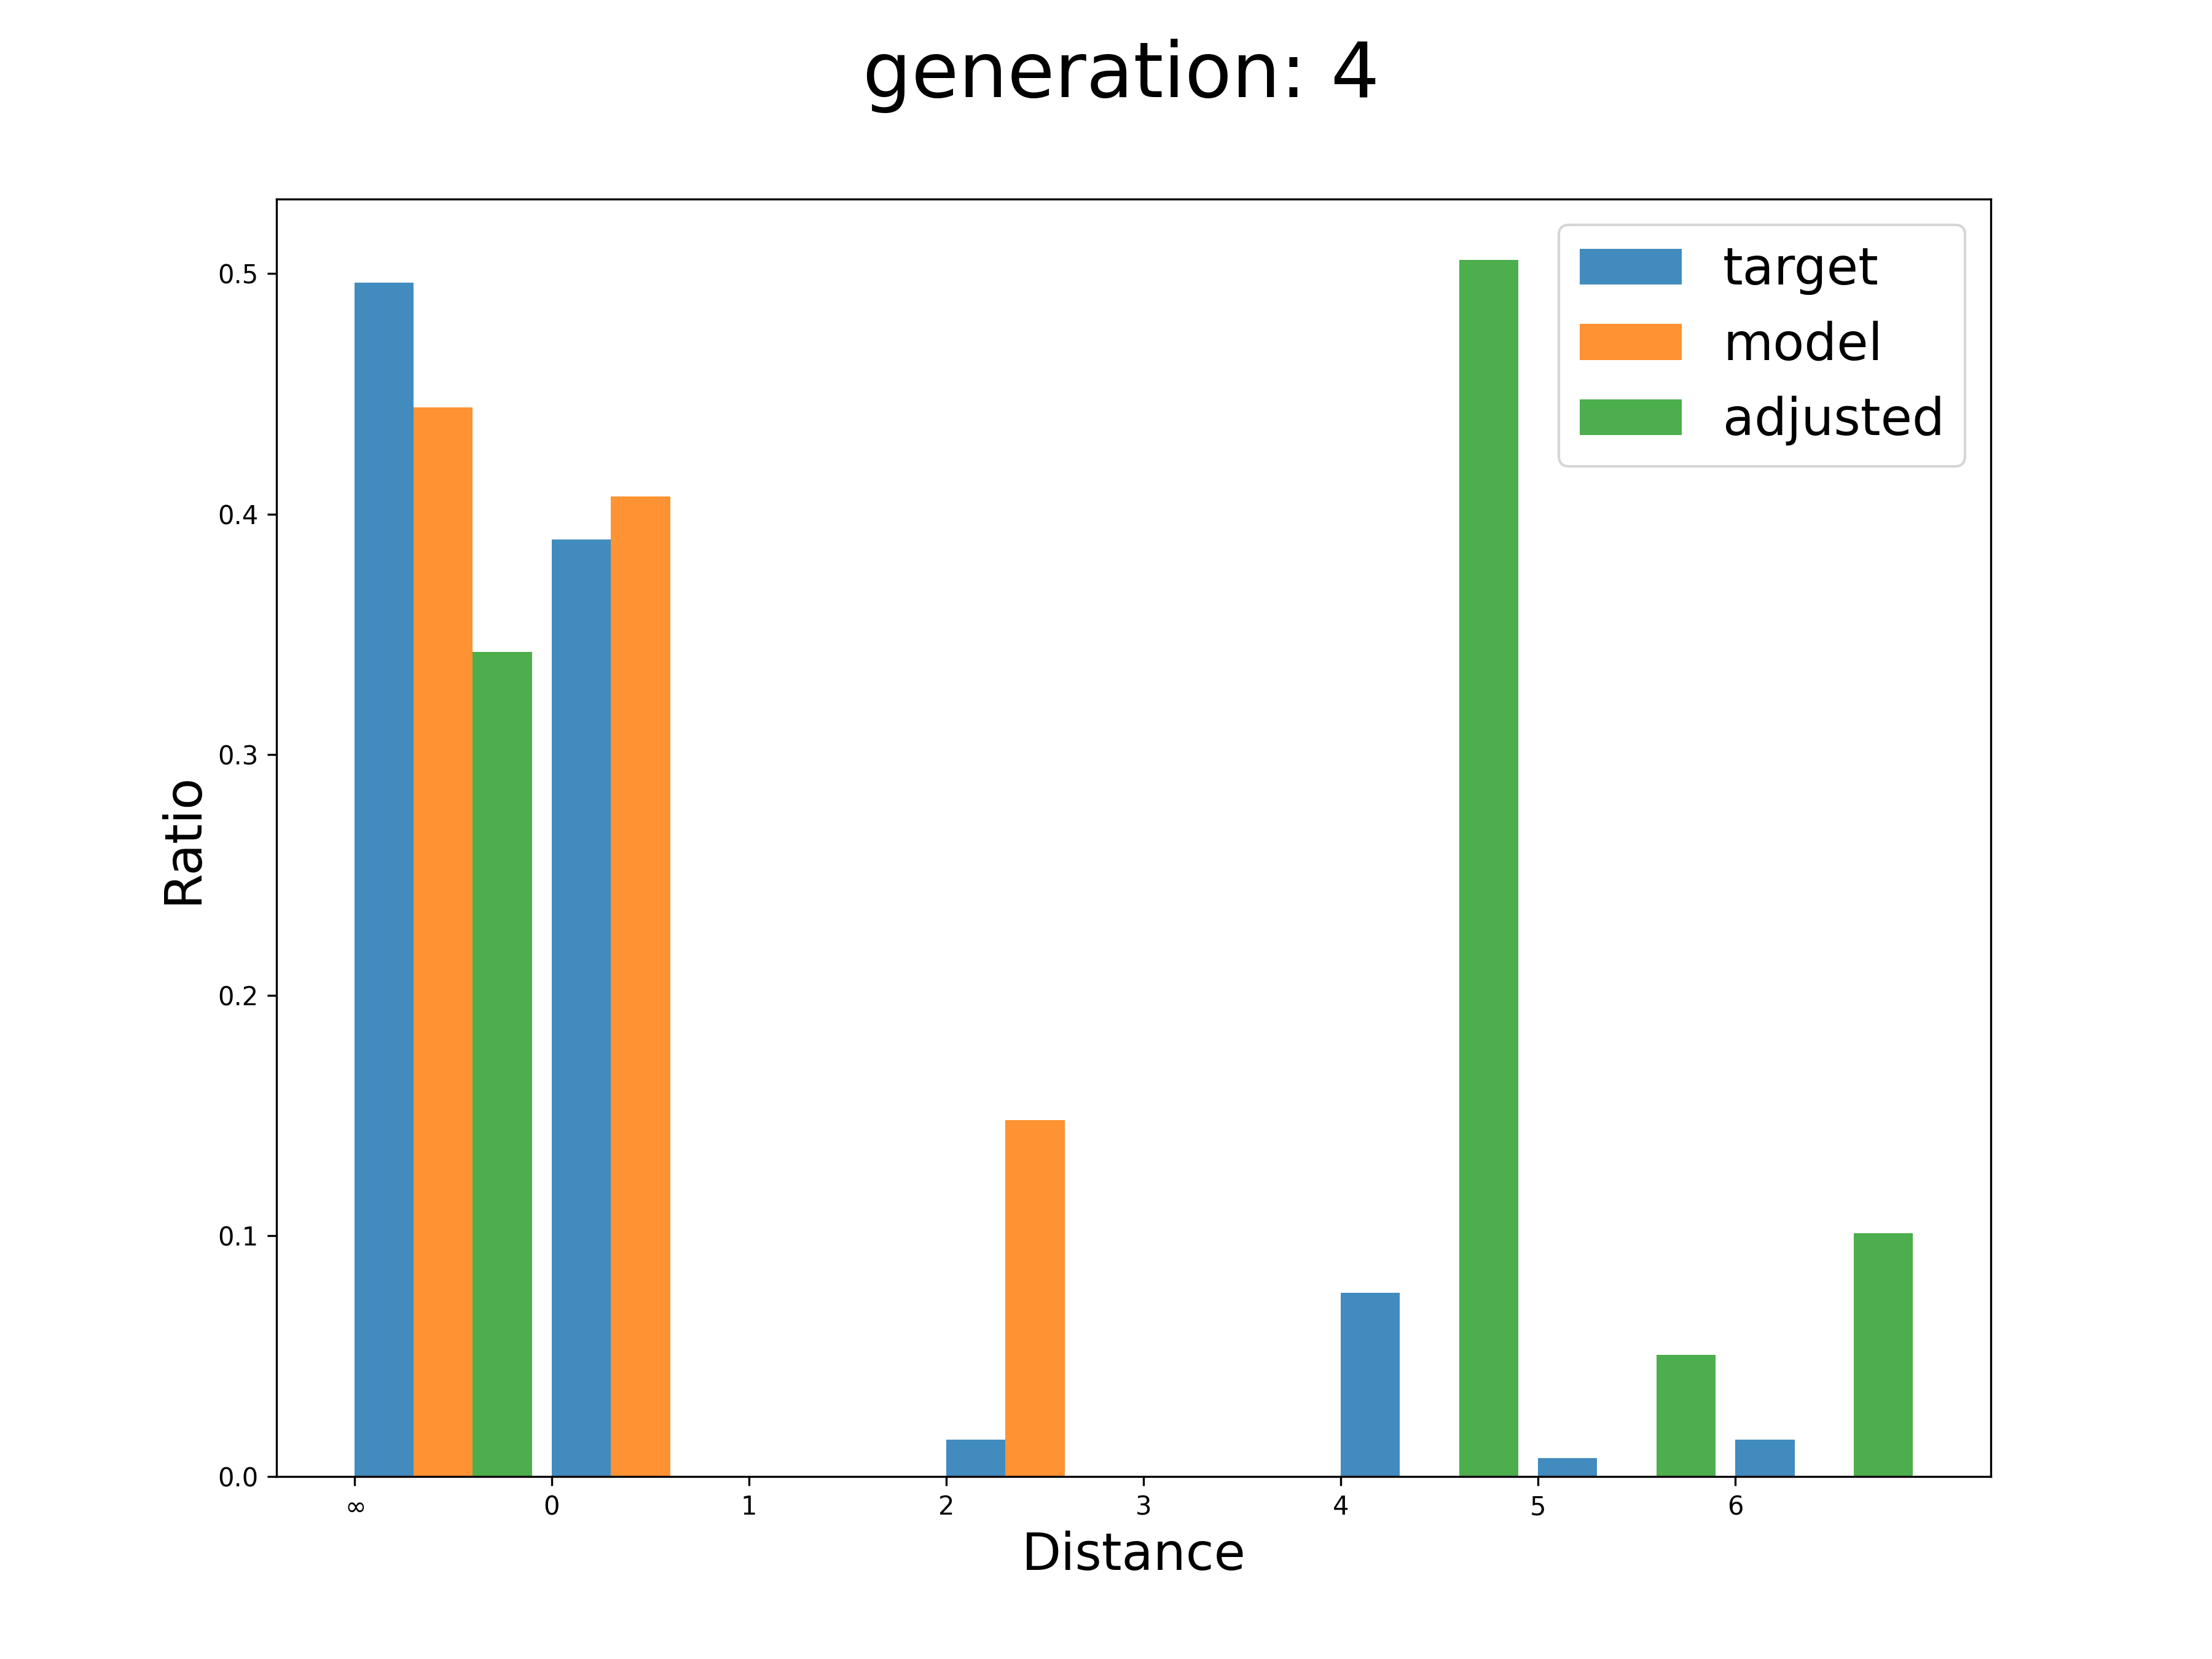 generation: 4
target
model
adjusted
0.5
0.4
0.3
0.2
0.1
0.0
Ratio
∞ 0 1 2 3 4 5 6
Distance